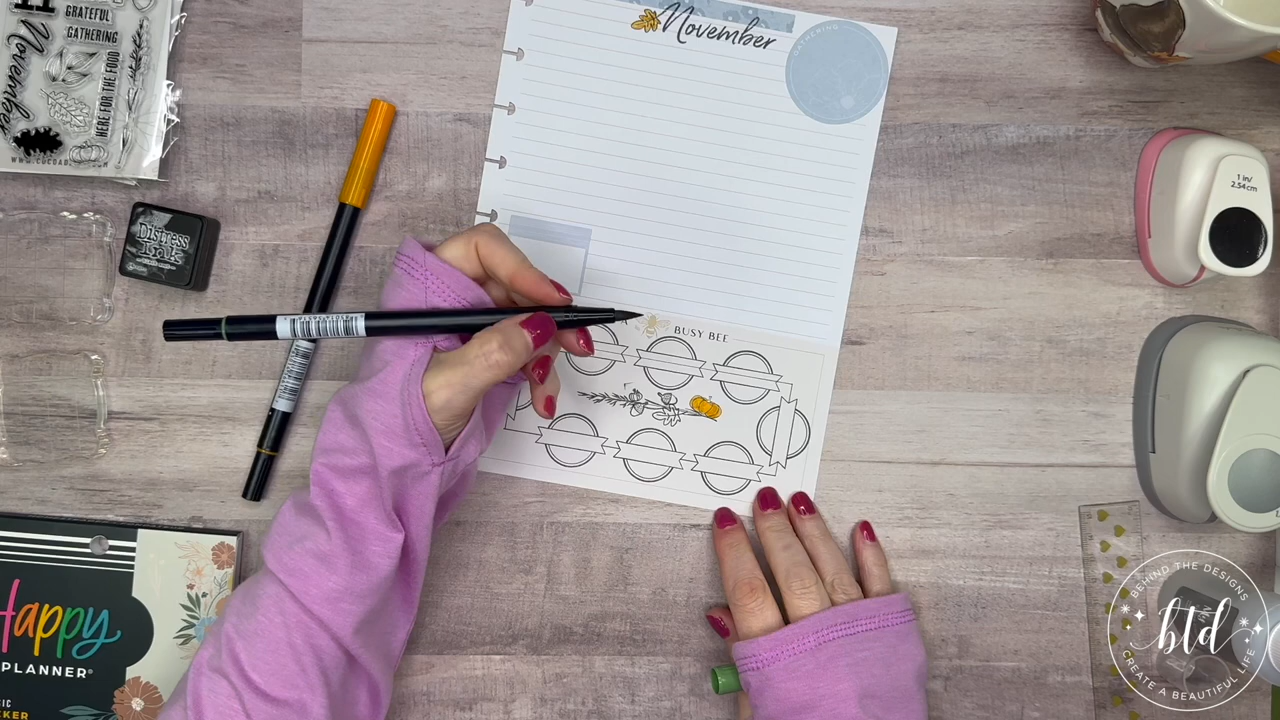 GRATEFUL
GATHERING
November
HERE FOR THE FOOD
Distress
ink
November
GATHERING
BUSY BEE
1 in/
2.54cm
Happy
PLANNER®
BEHIND THE DESIGNS
btd
CREATE A BEAUTIFUL LIFE